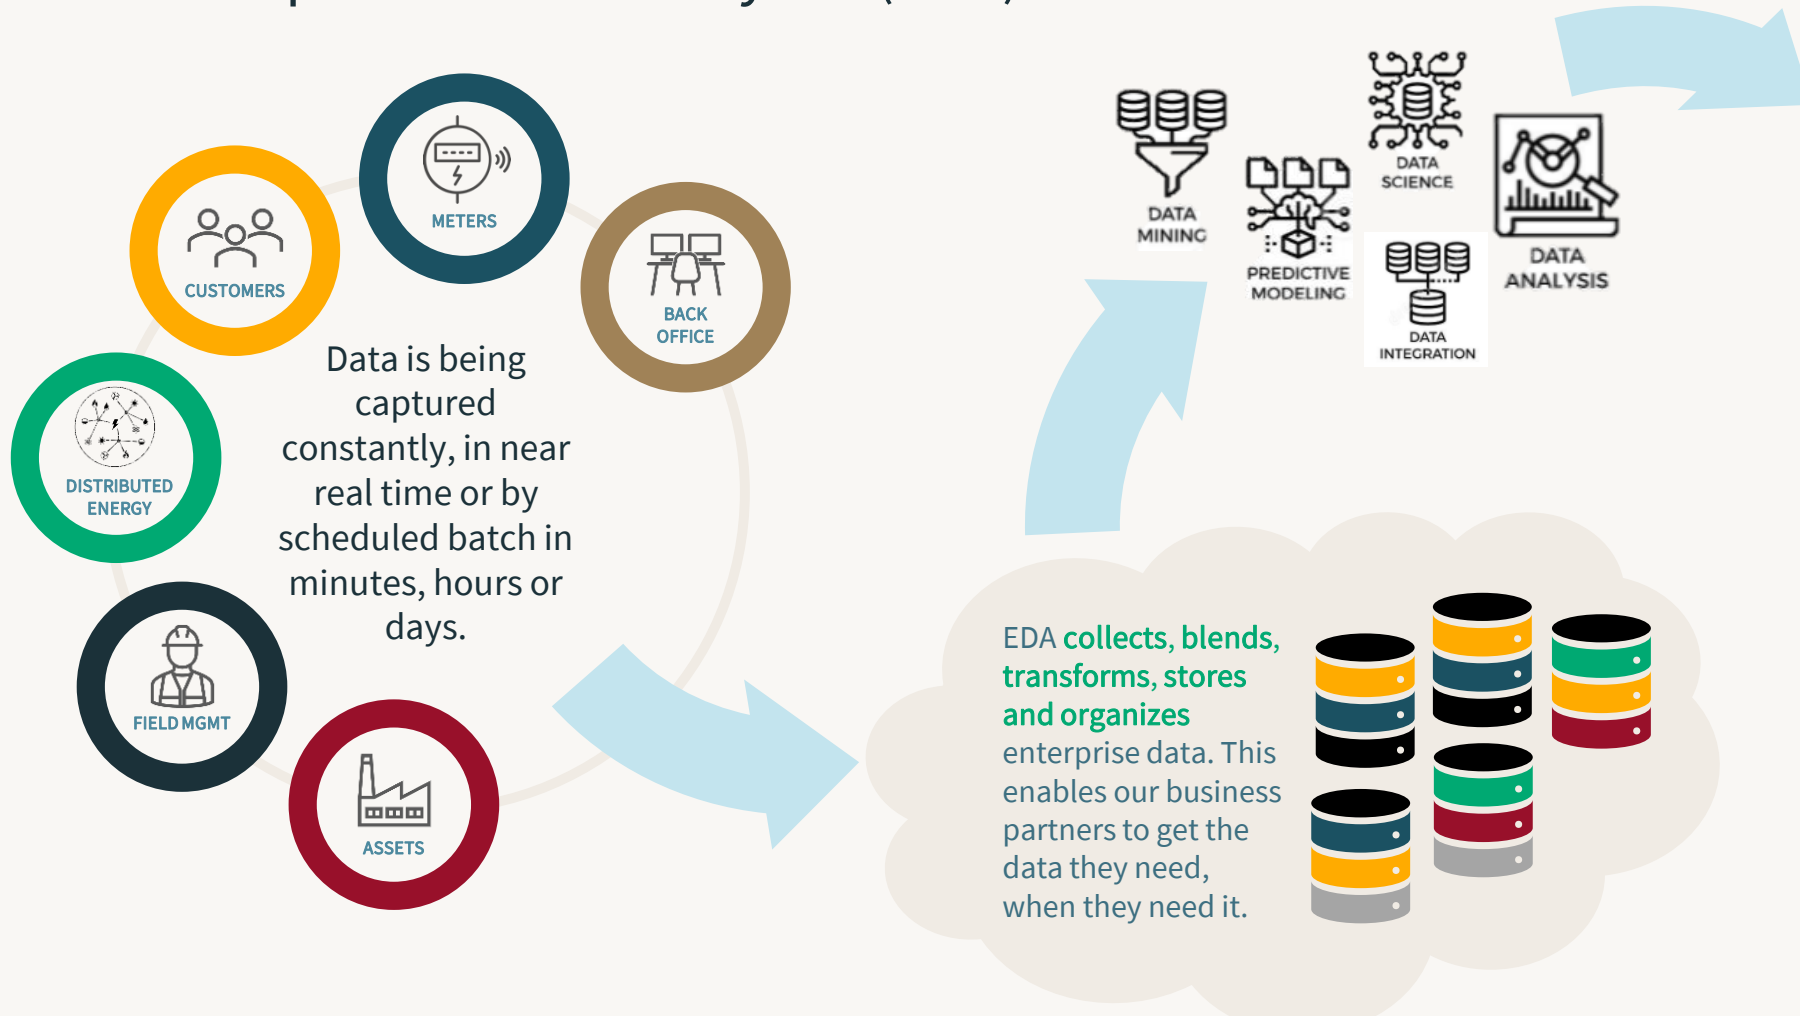 METERS
CUSTOMERS
BACK
OFFICE
DISTRIBUTED
ENERGY
FIELD MGMT
ASSETS
Data is being
captured
constantly, in near
real time or by
scheduled batch in
minutes, hours or
days.
DATA
MINING
PREDICTIVE
MODELING
DATA
SCIENCE
DATA
INTEGRATION
DATA
ANALYSIS
EDA collects, blends,
transforms, stores
and organizes
enterprise data. This
enables our business
partners to get the
data they need,
when they need it.